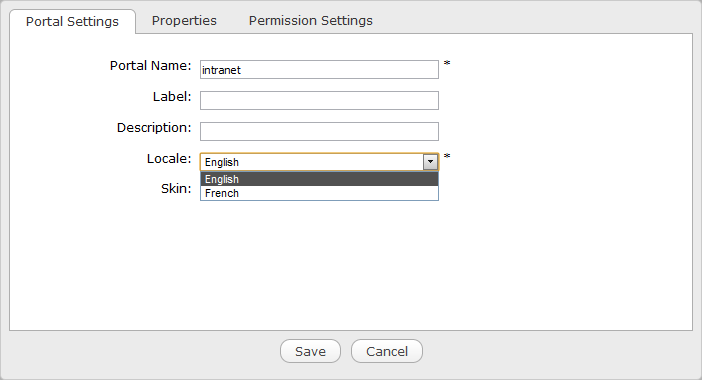 Portal Settings Properties Permission Settings
Portal Name: intranet *
Label:
Description:
Locale: English *
English
Skin: French
Save Cancel